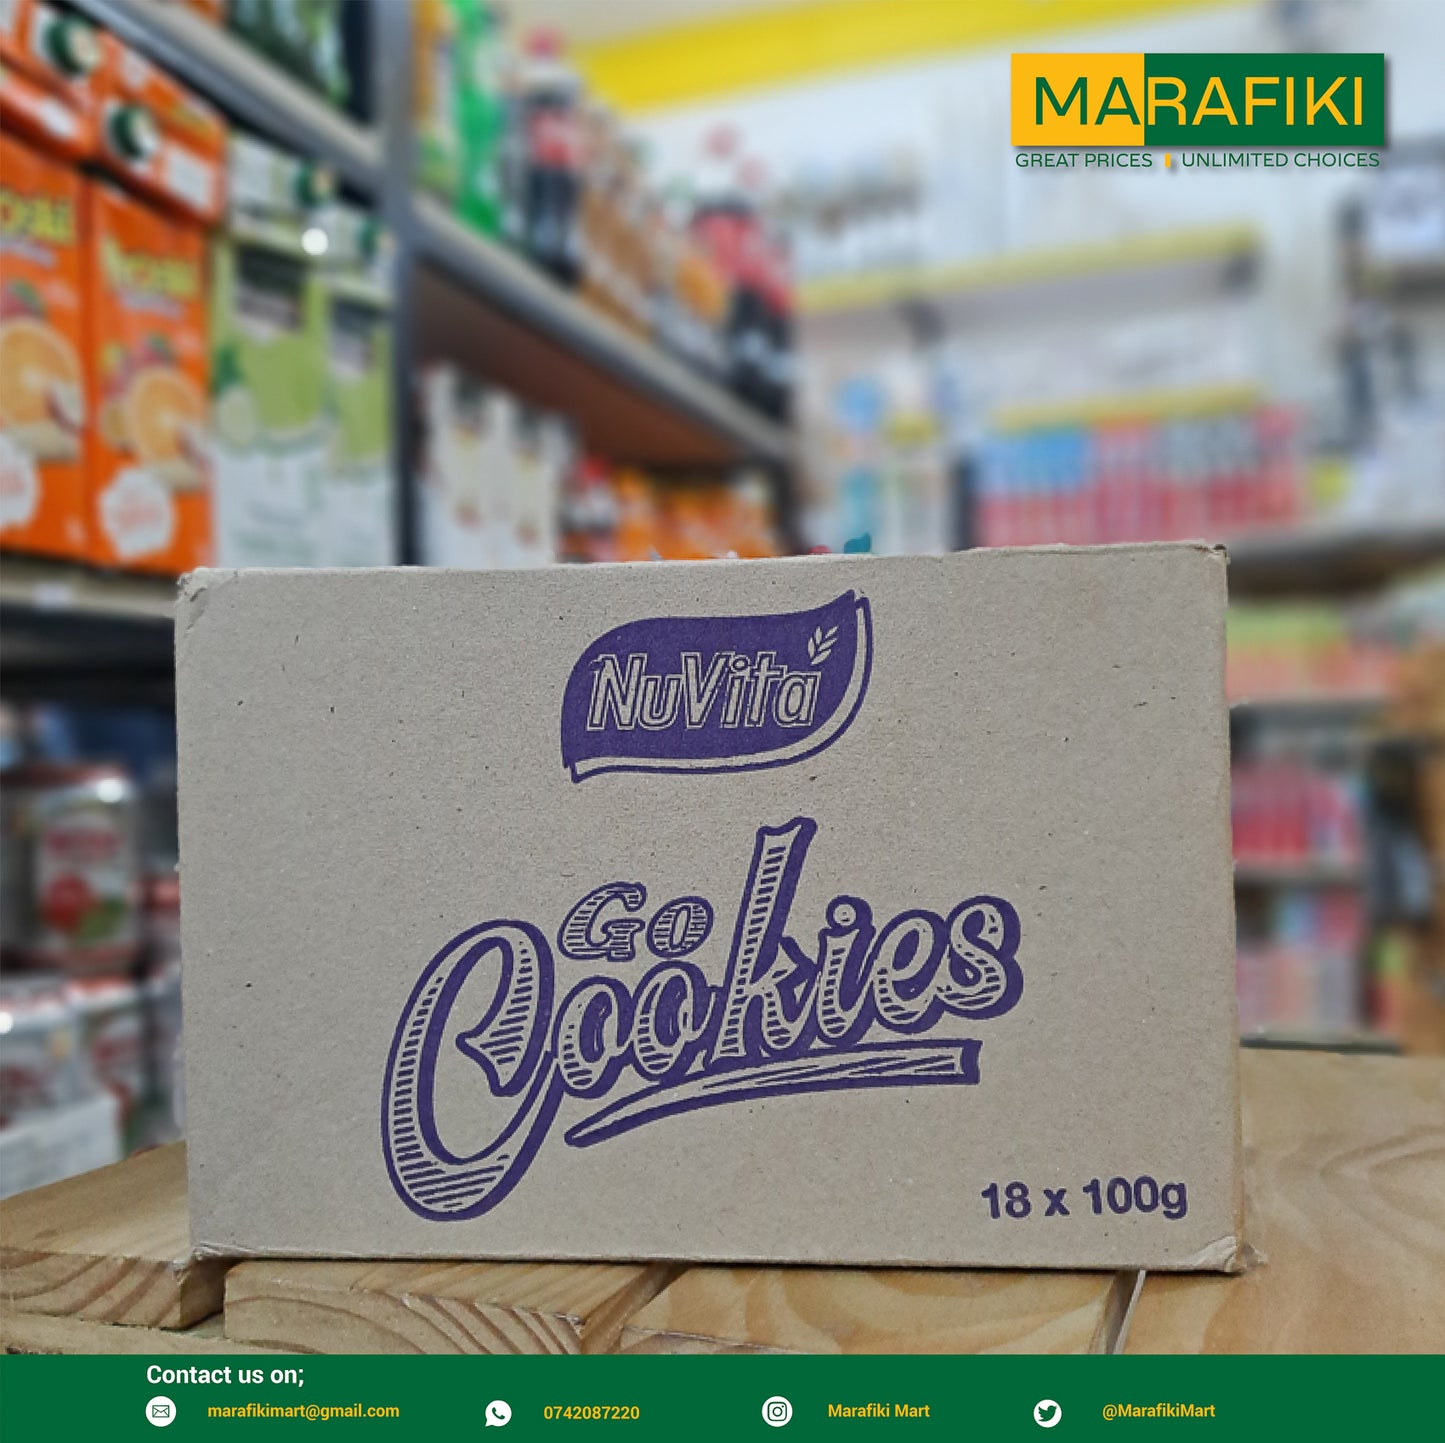 MARAFIKI
GREAT PRICES | UNLIMITED CHOICES
NuVita
Go
Cookies
18 x 100g
Contact us on;
marafikimart@gmail.com
0742087220
Marafiki Mart
@MarafikiMart